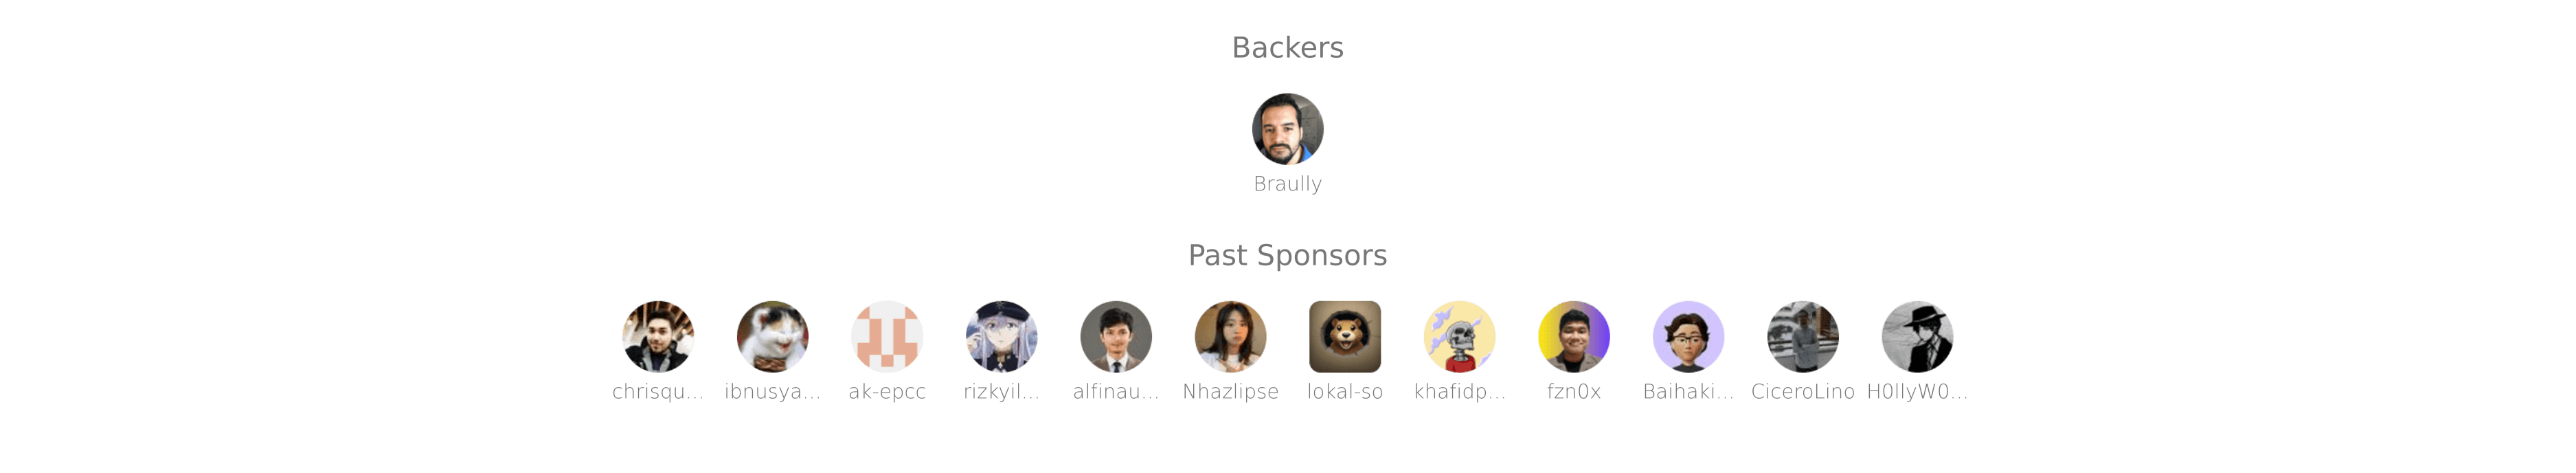 Backers
Braully
Past Sponsors
chrisqu... ibnusya... ak-epcc rizkyil... alfinau... Nhazlipse lokal-so khafidp... fzn0x Baihaki... CiceroLino H0llyW0...